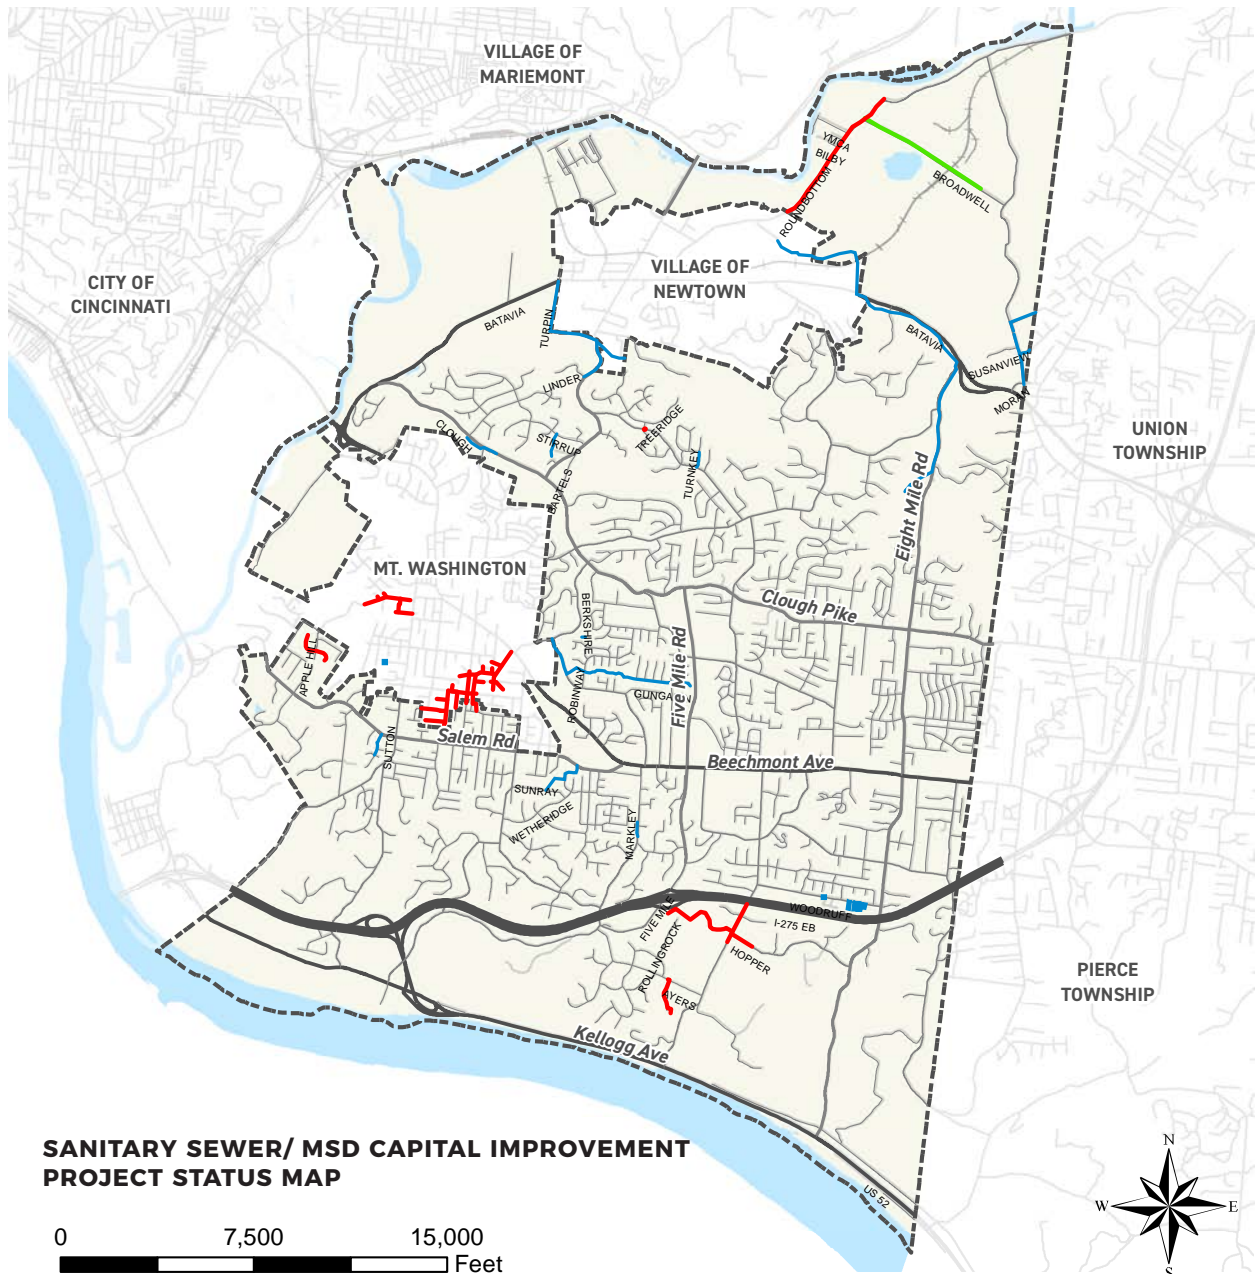 VILLAGE OF
MARIEMONT
YMCA
BILBY
ROUNDBOTTOM
BROADWELL
CITY OF
CINCINNATI
VILLAGE OF
NEWTOWN
BATAVIA
TURPIN
BATAVIA
SUSANVIEW
MORAN
LINDER
CLOUGH
STIRRUP
TREERIDGE
TURNKEY
BARTELS
UNION
TOWNSHIP
Eight Mile Rd
MT. WASHINGTON
Clough Pike
BERKSHIRE
APPLE HILL
ROBINWAY
GUNGA
Five Mile Rd
SUTTON
Salem Rd
Beechmont Ave
SUNRAY
WETHERIDGE
MARKLEY
WOODRUFF
I-275 EB
FIVE MILE
ROLLINGROCK
HOPPER
AYERS
PIERCE
TOWNSHIP
Kellogg Ave
US 52
SANITARY SEWER/ MSD CAPITAL IMPROVEMENT
PROJECT STATUS MAP
0 7,500 15,000
Feet
N
W E
S